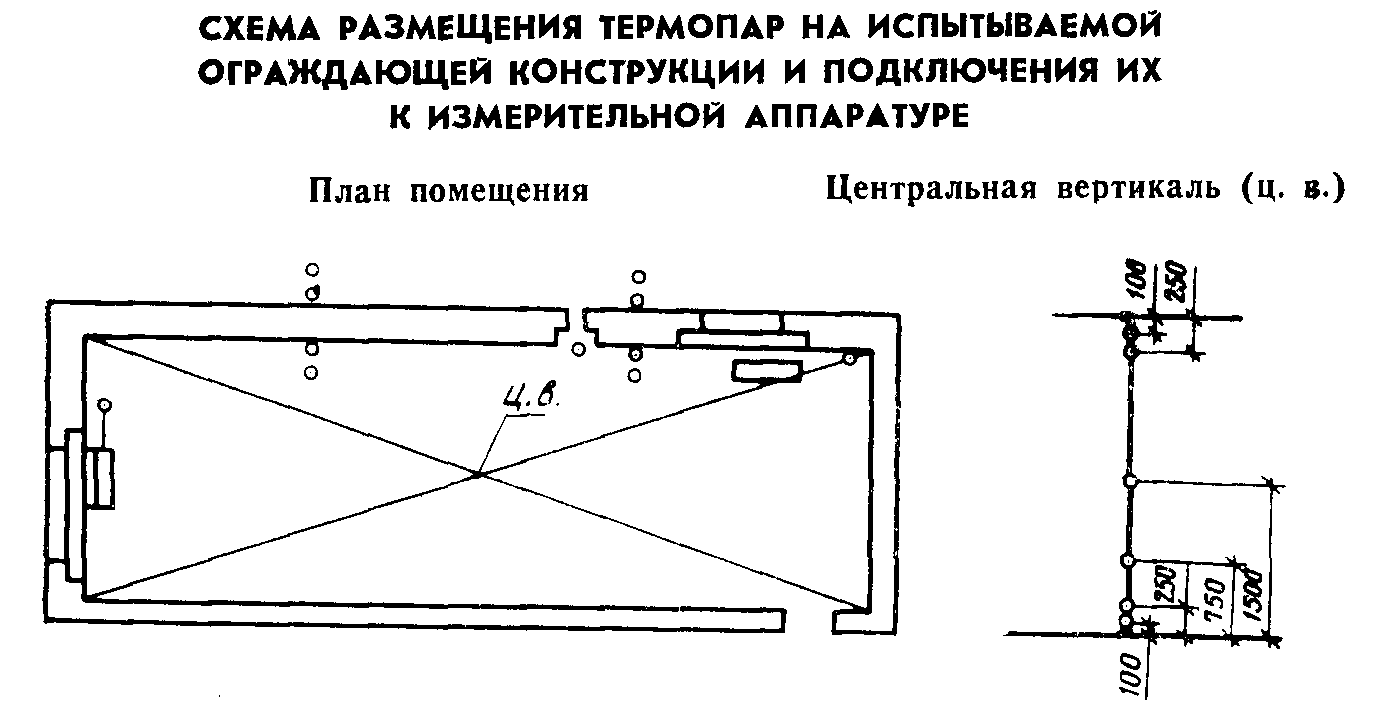 СХЕМА РАЗМЕЩЕНИЯ ТЕРМОПАР НА ИСПЫТЫВАЕМОЙ
ОГРАЖДАЮЩЕЙ КОНСТРУКЦИИ И ПОДКЛЮЧЕНИЯ ИХ
К ИЗМЕРИТЕЛЬНОЙ АППАРАТУРЕ
План помещения
Центральная вертикаль (ц. в.)
ц.в.
100
250
250
750
1500
100